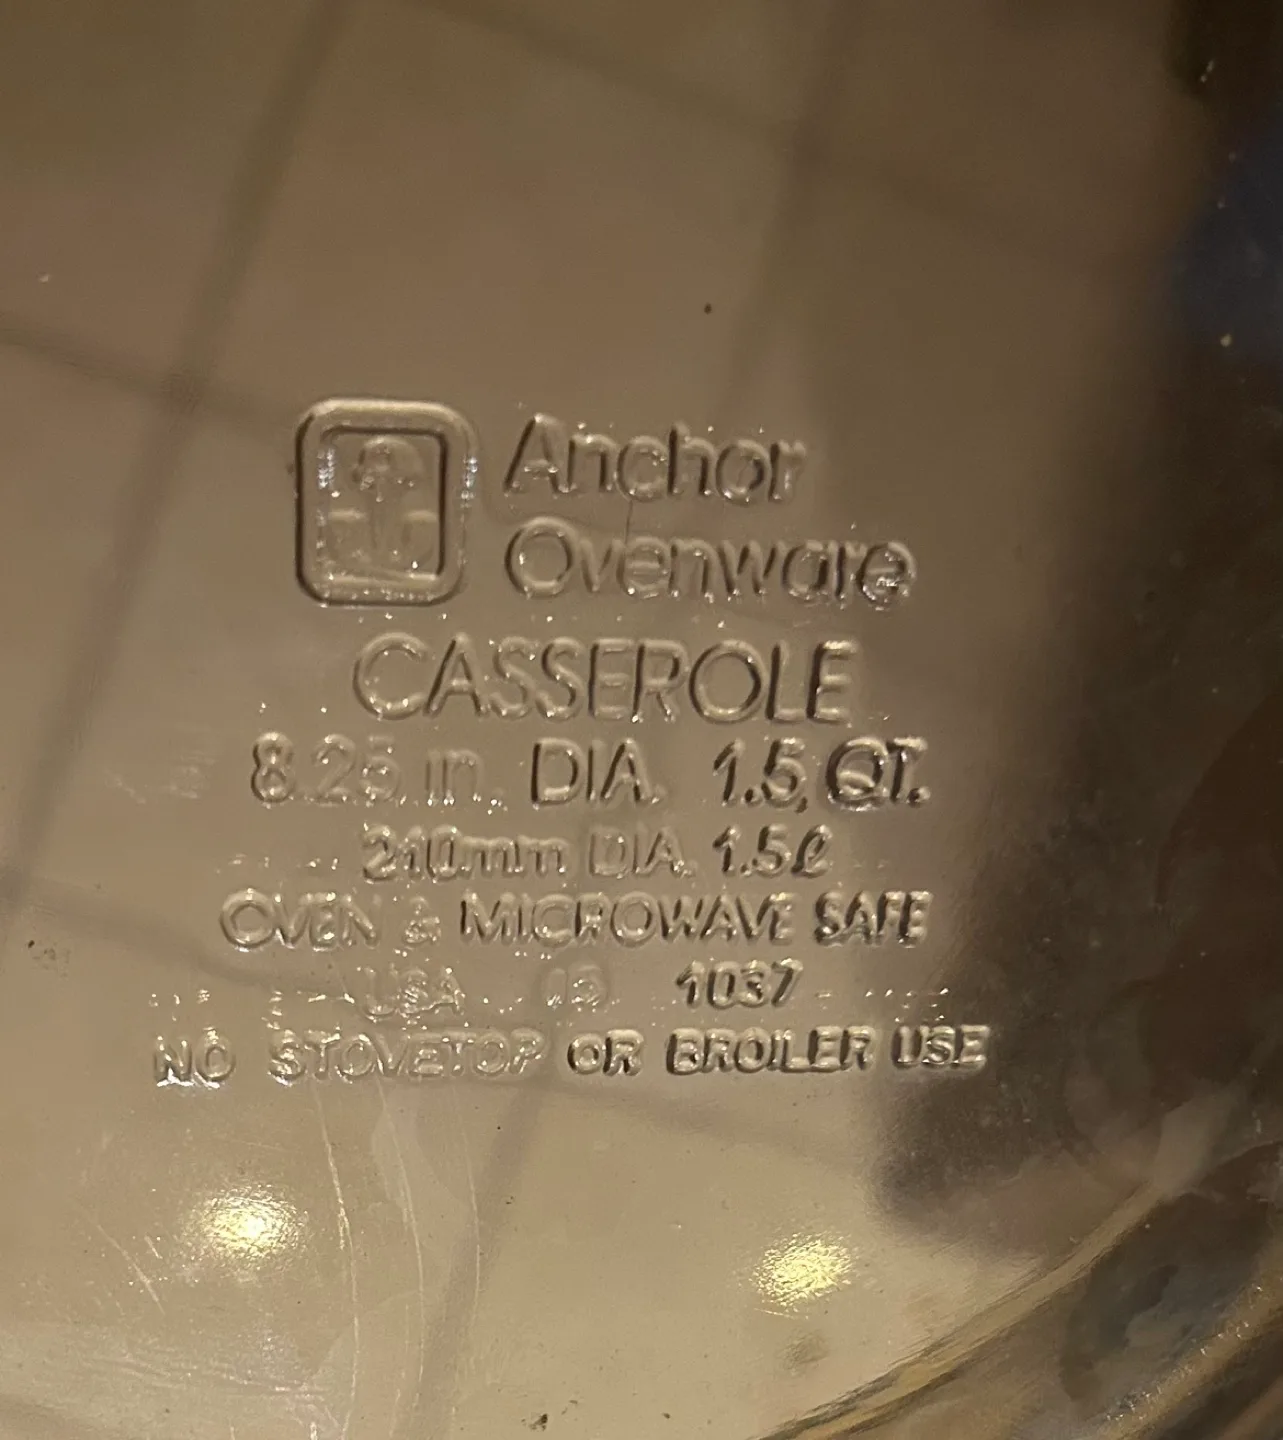 Anchor
Ovenware
CASSEROLE
8.25 in. DIA. 1.5 QT.
210mm DIA. 1.5ℓ
OVEN & MICROWAVE SAFE
USA 1037
NO STOVETOP OR BROILER USE